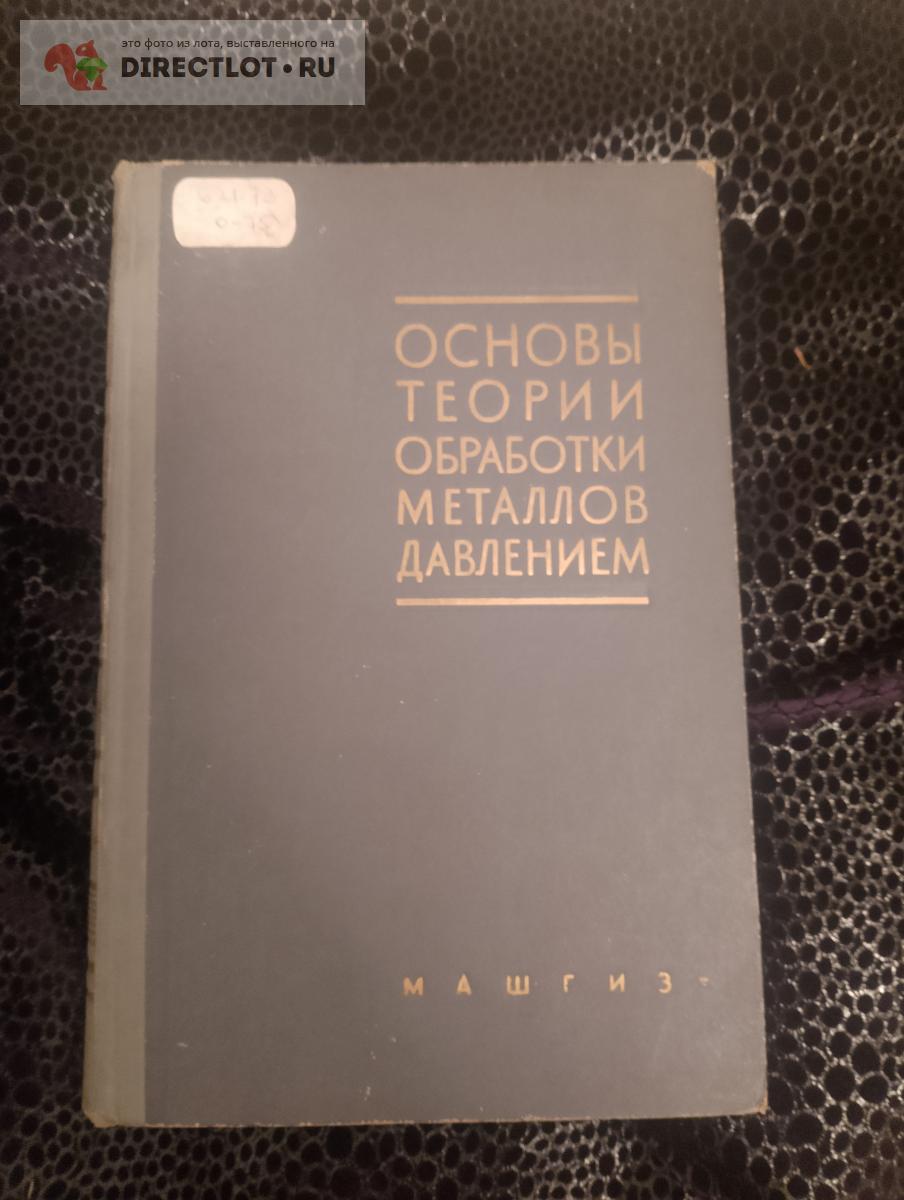 это фото из лота, выставленного на
DIRECTLOT.RU
ОСНОВЫ
ТЕОРИИ
ОБРАБОТКИ
МЕТАЛЛОВ
ДАВЛЕНИЕМ
МАШГИЗ